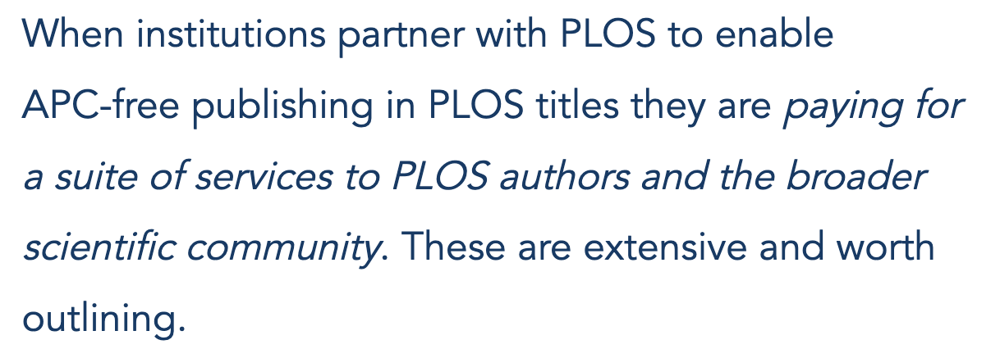 When institutions partner with PLOS to enable
APC-free publishing in PLOS titles they are paying for
a suite of services to PLOS authors and the broader
scientific community. These are extensive and worth
outlining.